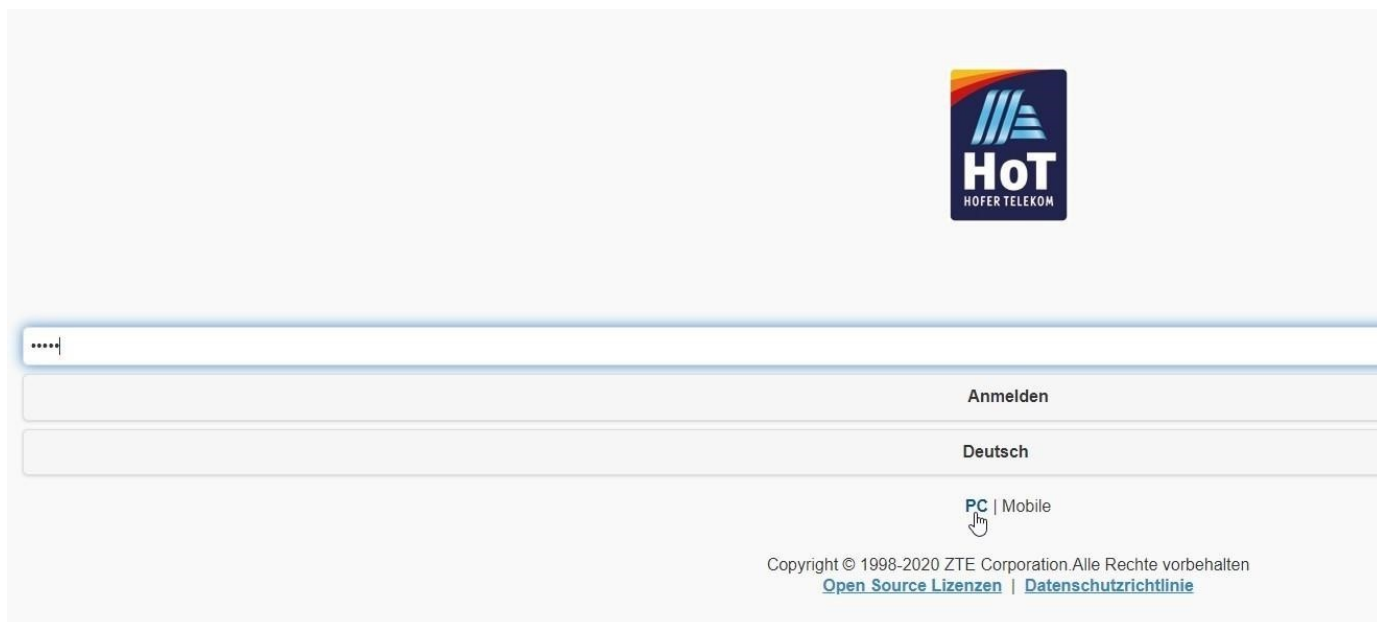 HoT
HOFER TELEKOM
•••••
Anmelden
Deutsch
PC | Mobile
Copyright © 1998-2020 ZTE Corporation.Alle Rechte vorbehalten
Open Source Lizenzen | Datenschutzrichtlinie